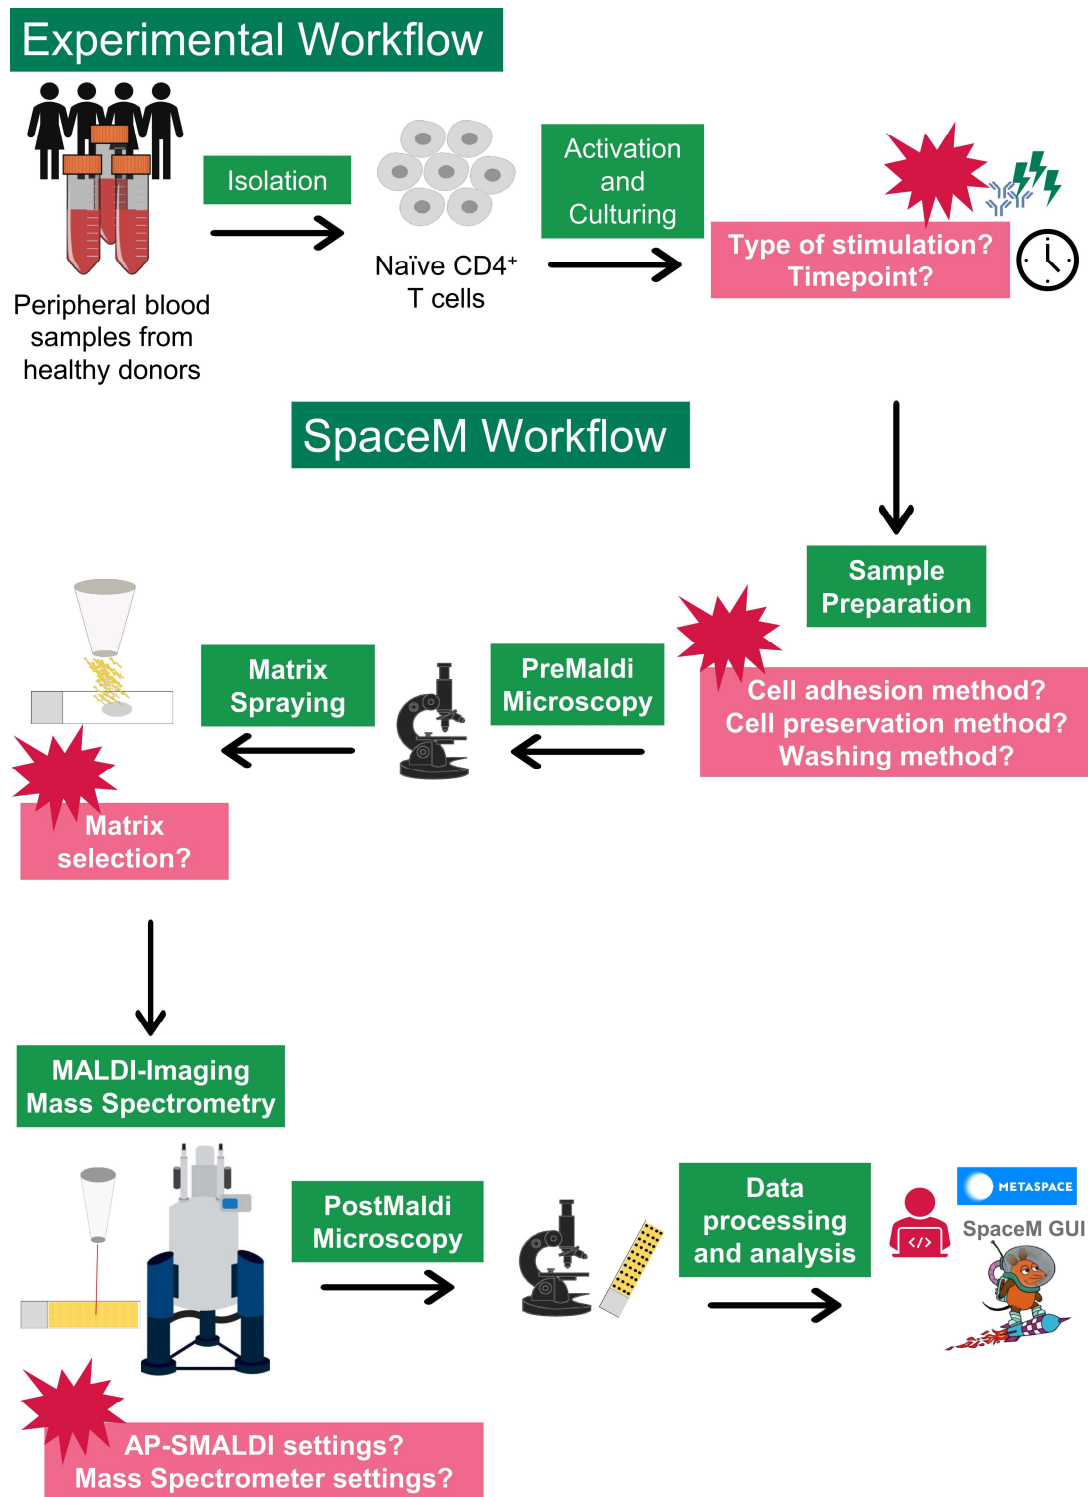 Experimental Workflow
Isolation
Activation
and
Culturing
Type of stimulation?
Timepoint?
Naïve CD4⁺
T cells
Peripheral blood
samples from
healthy donors
SpaceM Workflow
Sample
Preparation
Cell adhesion method?
Cell preservation method?
Washing method?
PreMaldi
Microscopy
Matrix
Spraying
Matrix
selection?
MALDI-Imaging
Mass Spectrometry
AP-SMALDI settings?
Mass Spectrometer settings?
PostMaldi
Microscopy
Data
processing
and analysis
</>
METASPACE
SpaceM GUI